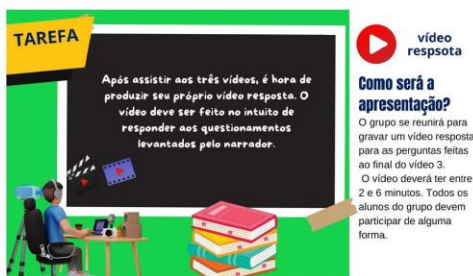 TAREFA
Após assistir aos três vídeos, é hora de
produzir seu próprio vídeo resposta. O
vídeo deve ser feito no intuito de
responder aos questionamentos
levantados pelo narrador.
vídeo
respsota
Como será a
apresentação?
O grupo se reunirá para
gravar um vídeo resposta
para as perguntas feitas
ao final do vídeo 3.
O vídeo deverá ter entre
2 e 6 minutos. Todos os
alunos do grupo devem
participar de alguma
forma.